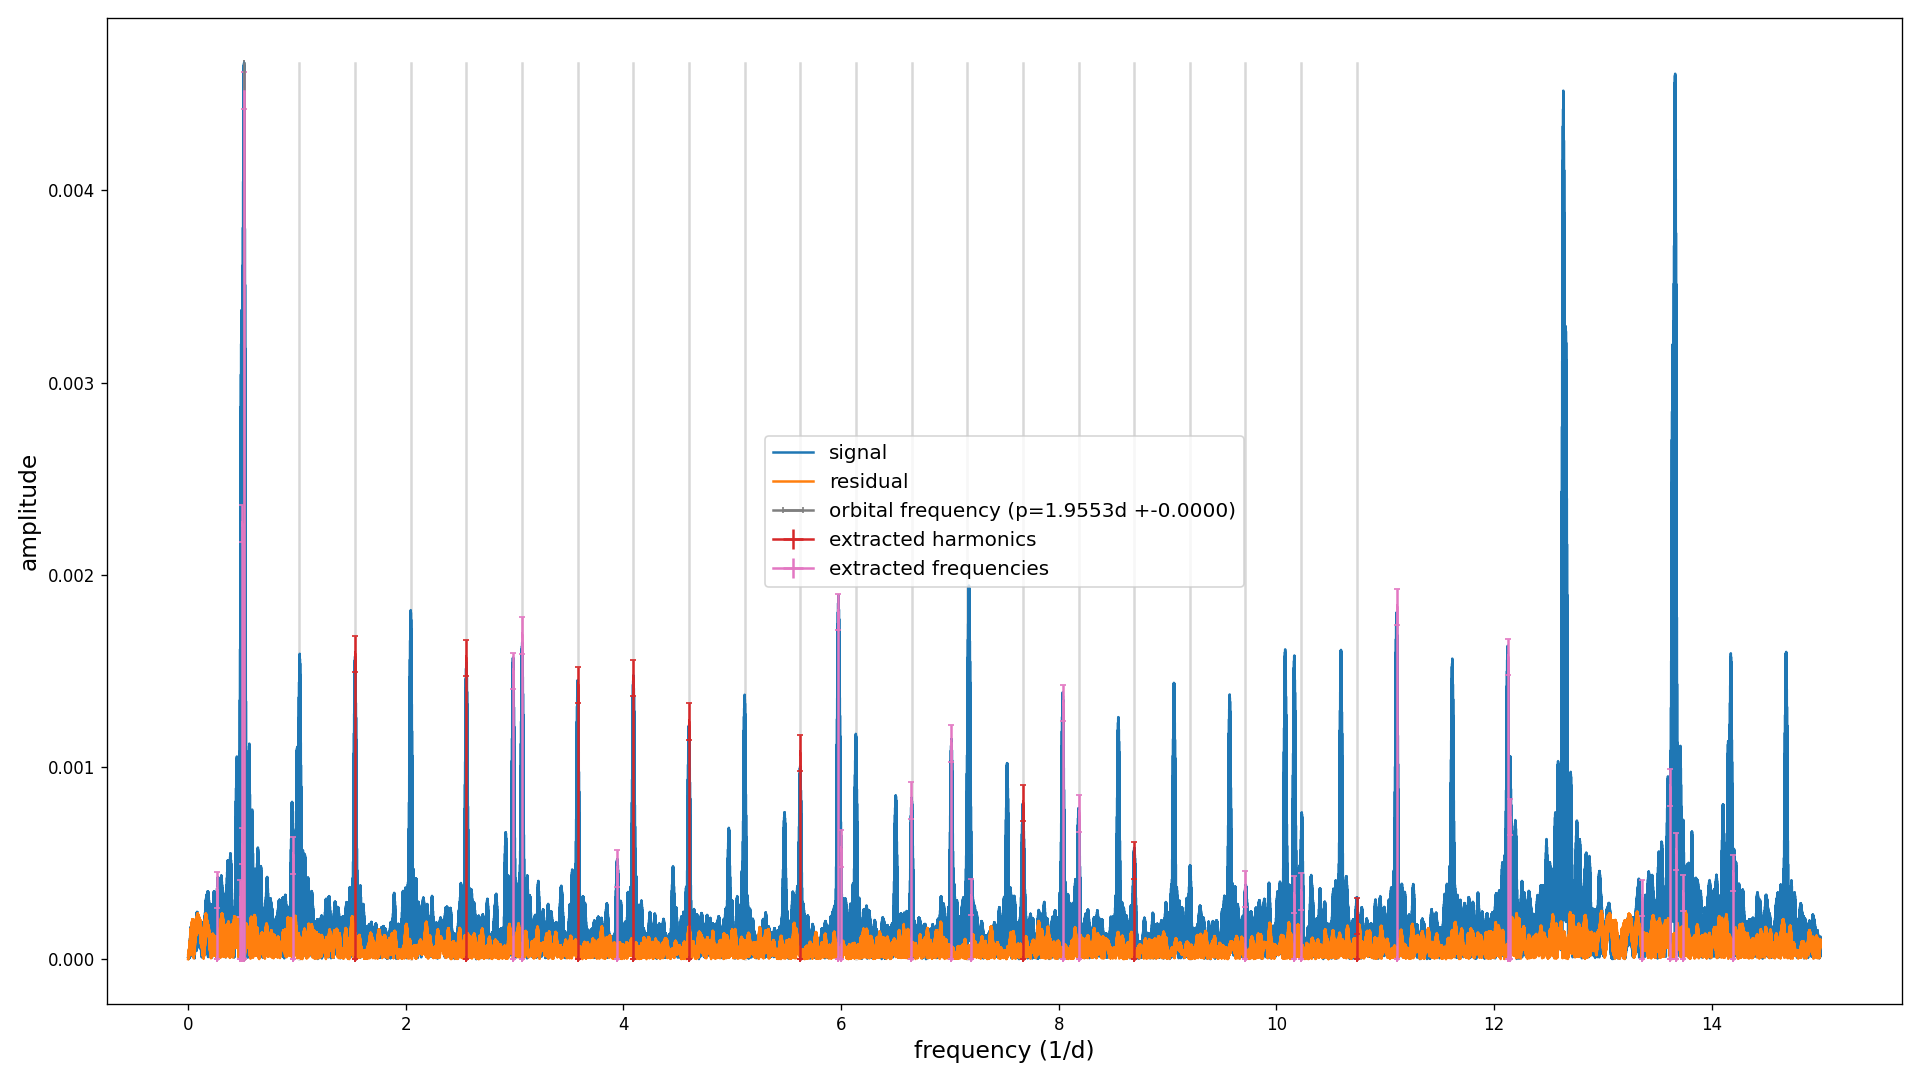 0.004
0.003
0.002
0.001
0.000
amplitude
signal
residual
orbital frequency (p=1.9553d +-0.0000)
extracted harmonics
extracted frequencies
0 2 4 6 8 10 12 14
frequency (1/d)